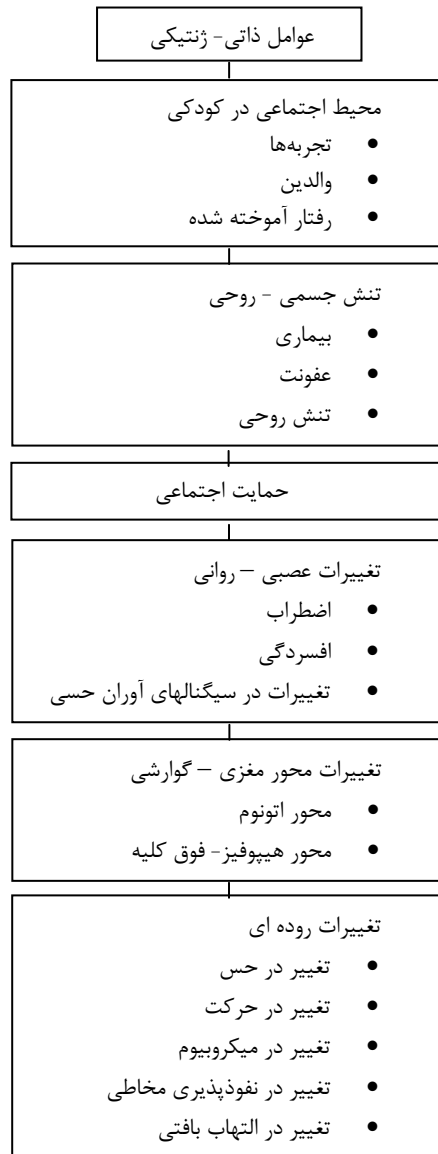 عوامل ذاتی- ژنتیکی
محیط اجتماعی در کودکی
• تجربه‌ها
• والدین
• رفتار آموخته شده
تنش جسمی - روحی
• بیماری
• عفونت
• تنش روحی
حمایت اجتماعی
تغییرات عصبی – روانی
• اضطراب
• افسردگی
• تغییرات در سیگنالهای آوران حسی
تغییرات محور مغزی – گوارشی
• محور اتونوم
• محور هیپوفیز- فوق کلیه
تغییرات روده ای
• تغییر در حس
• تغییر در حرکت
• تغییر در میکروبیوم
• تغییر در نفوذپذیری مخاطی
• تغییر در التهاب بافتی